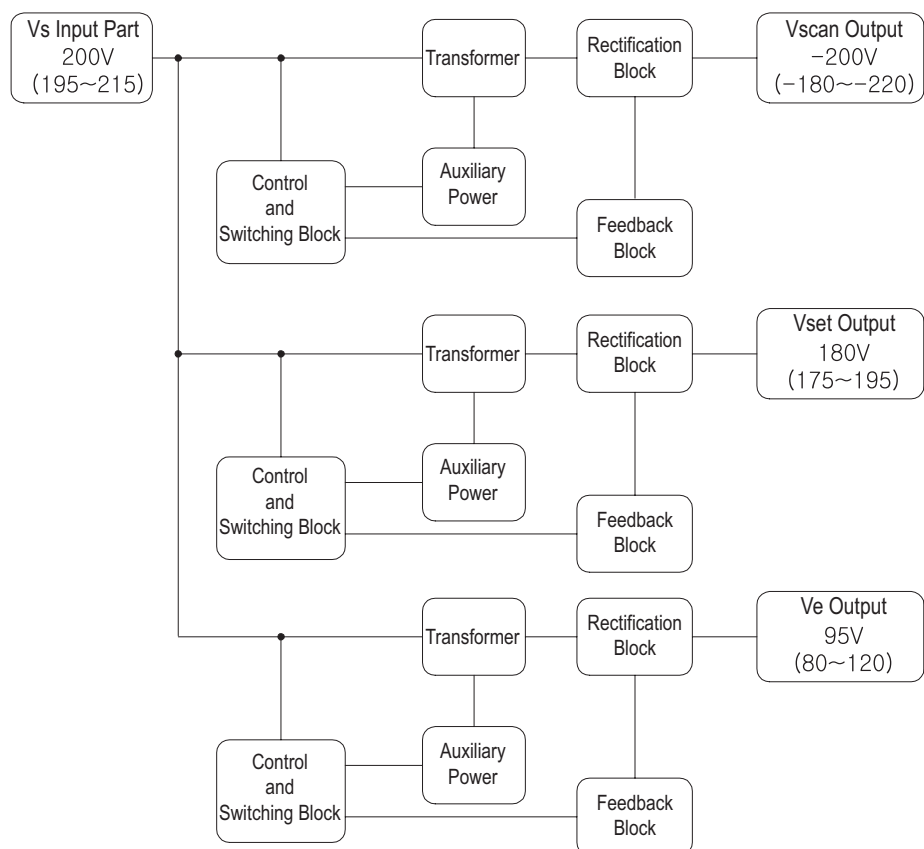 Vs Input Part
200V
(195~215)
Transformer
Rectification
Block
Vscan Output
-200V
(-180~-220)
Control
and
Switching Block
Auxiliary
Power
Feedback
Block
Transformer
Rectification
Block
Vset Output
180V
(175~195)
Control
and
Switching Block
Auxiliary
Power
Feedback
Block
Transformer
Rectification
Block
Ve Output
95V
(80~120)
Control
and
Switching Block
Auxiliary
Power
Feedback
Block